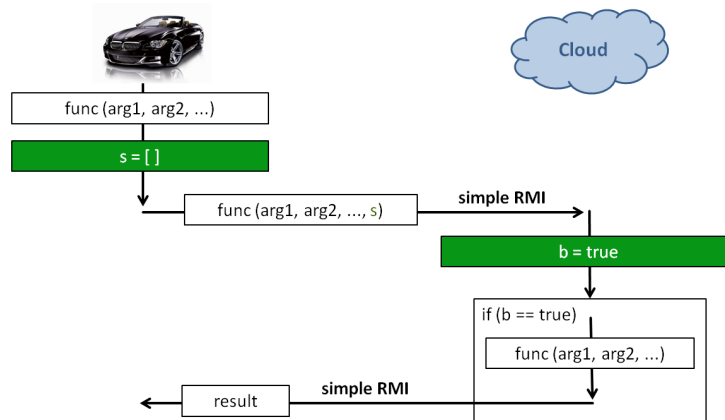 Cloud
func (arg1, arg2, ...)
s = [ ]
func (arg1, arg2, ..., s)
simple RMI
b = true
if (b == true)
func (arg1, arg2, ...)
result
simple RMI